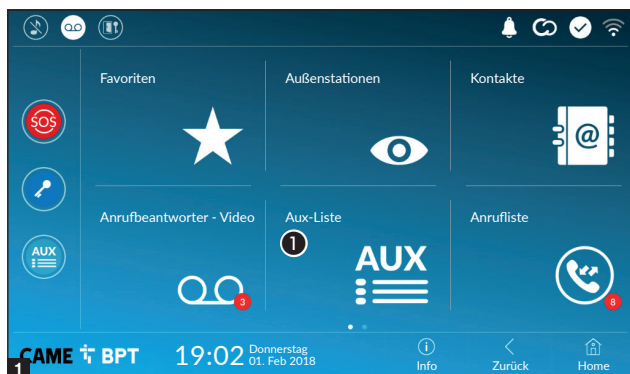 Favoriten
Außenstationen
Kontakte
SOS
@
Anrufbeantworter - Video
Aux-Liste
Anrufliste
1
AUX
AUX
3
8
CAME BPT
19:02
Donnerstag
01. Feb 2018
Info
Zurück
Home
1